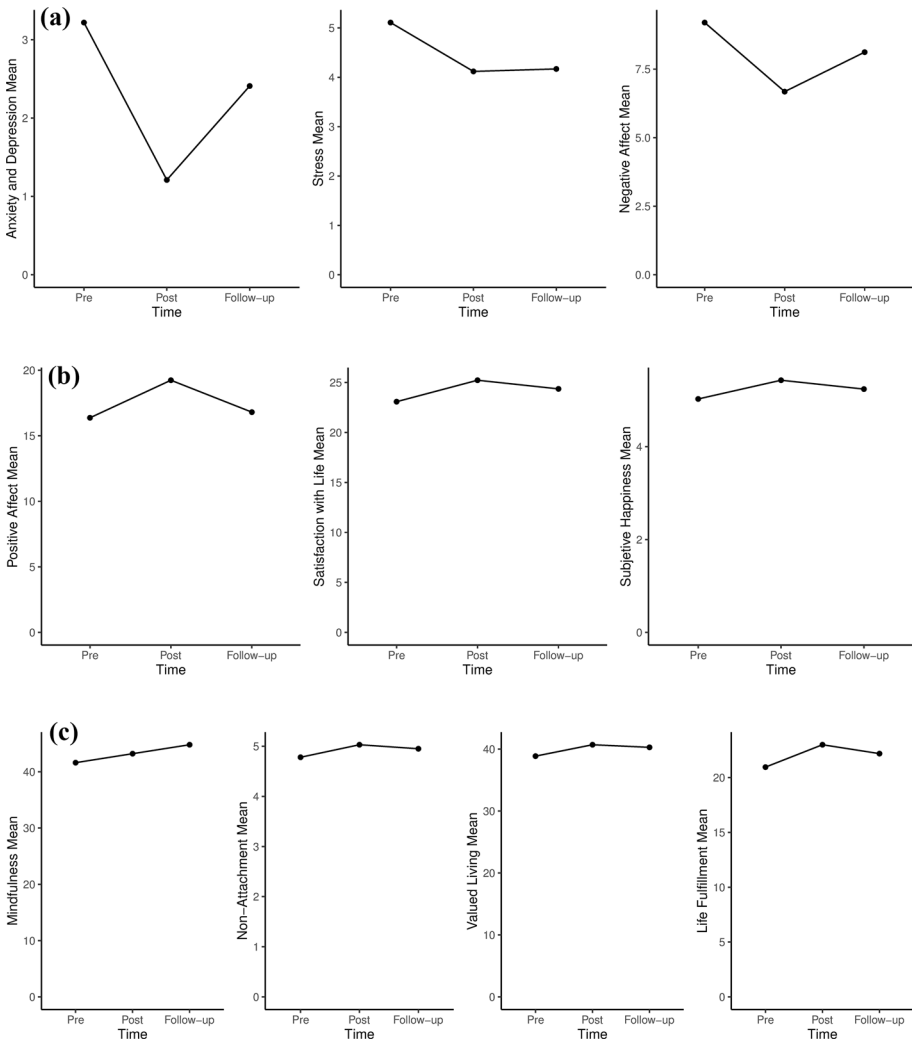 (a)
Anxiety and Depression Mean
3
2
1
0
Pre Post Follow-up
Time
Stress Mean
5
4
3
2
1
0
Pre Post Follow-up
Time
Negative Affect Mean
7.5
5.0
2.5
0.0
Pre Post Follow-up
Time
(b)
Positive Affect Mean
20
15
10
5
0
Pre Post Follow-up
Time
Satisfaction with Life Mean
25
20
15
10
5
0
Pre Post Follow-up
Time
Subjetive Happiness Mean
4
2
0
Pre Post Follow-up
Time
(c)
Mindfulness Mean
40
30
20
10
0
Pre Post Follow-up
Time
Non-Attachment Mean
5
4
3
2
1
0
Pre Post Follow-up
Time
Valued Living Mean
40
30
20
10
0
Pre Post Follow-up
Time
Life Fulfillment Mean
20
15
10
5
0
Pre Post Follow-up
Time